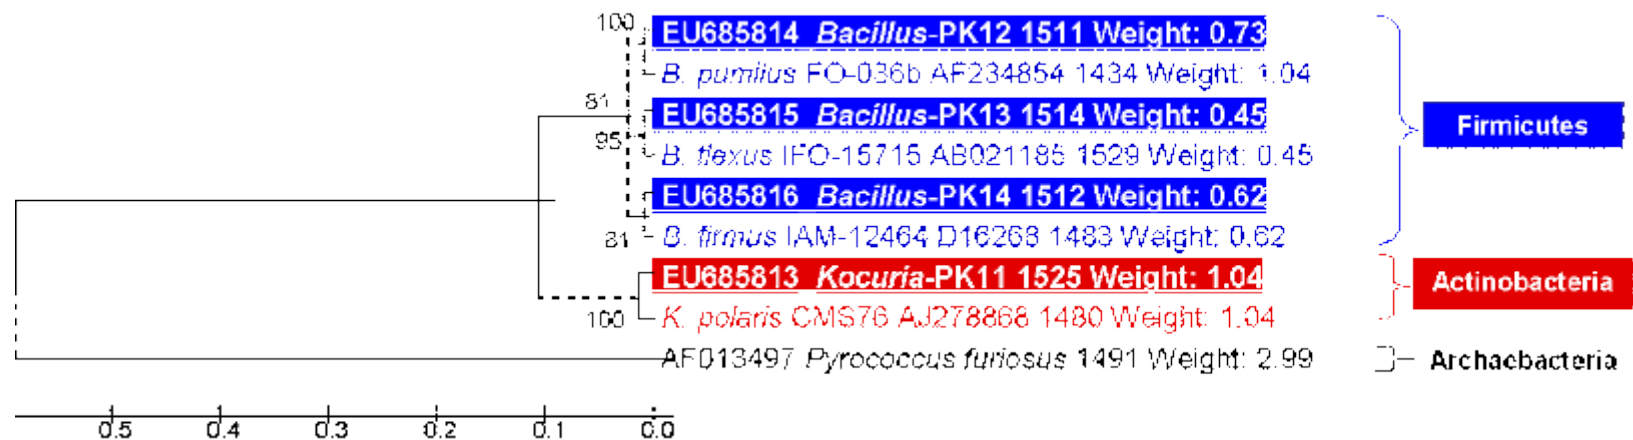 100
EU685814 Bacillus-PK12 1511 Weight: 0.73
B. pumilus FO-036b AF234854 1434 Weight: 1.04
81
EU685815 Bacillus-PK13 1514 Weight: 0.45
Firmicutes
95
B. flexus IFO-15715 AB021185 1529 Weight: 0.45
EU685816 Bacillus-PK14 1512 Weight: 0.62
81
B. firmus IAM-12464 D16268 1483 Weight: 0.62
EU685813 Kocuria-PK11 1525 Weight: 1.04
Actinobacteria
100
K. polaris CMS76 AJ278868 1480 Weight: 1.04
AF013497 Pyrococcus furiosus 1491 Weight: 2.99
Archaebacteria
0.5 0.4 0.3 0.2 0.1 0.0